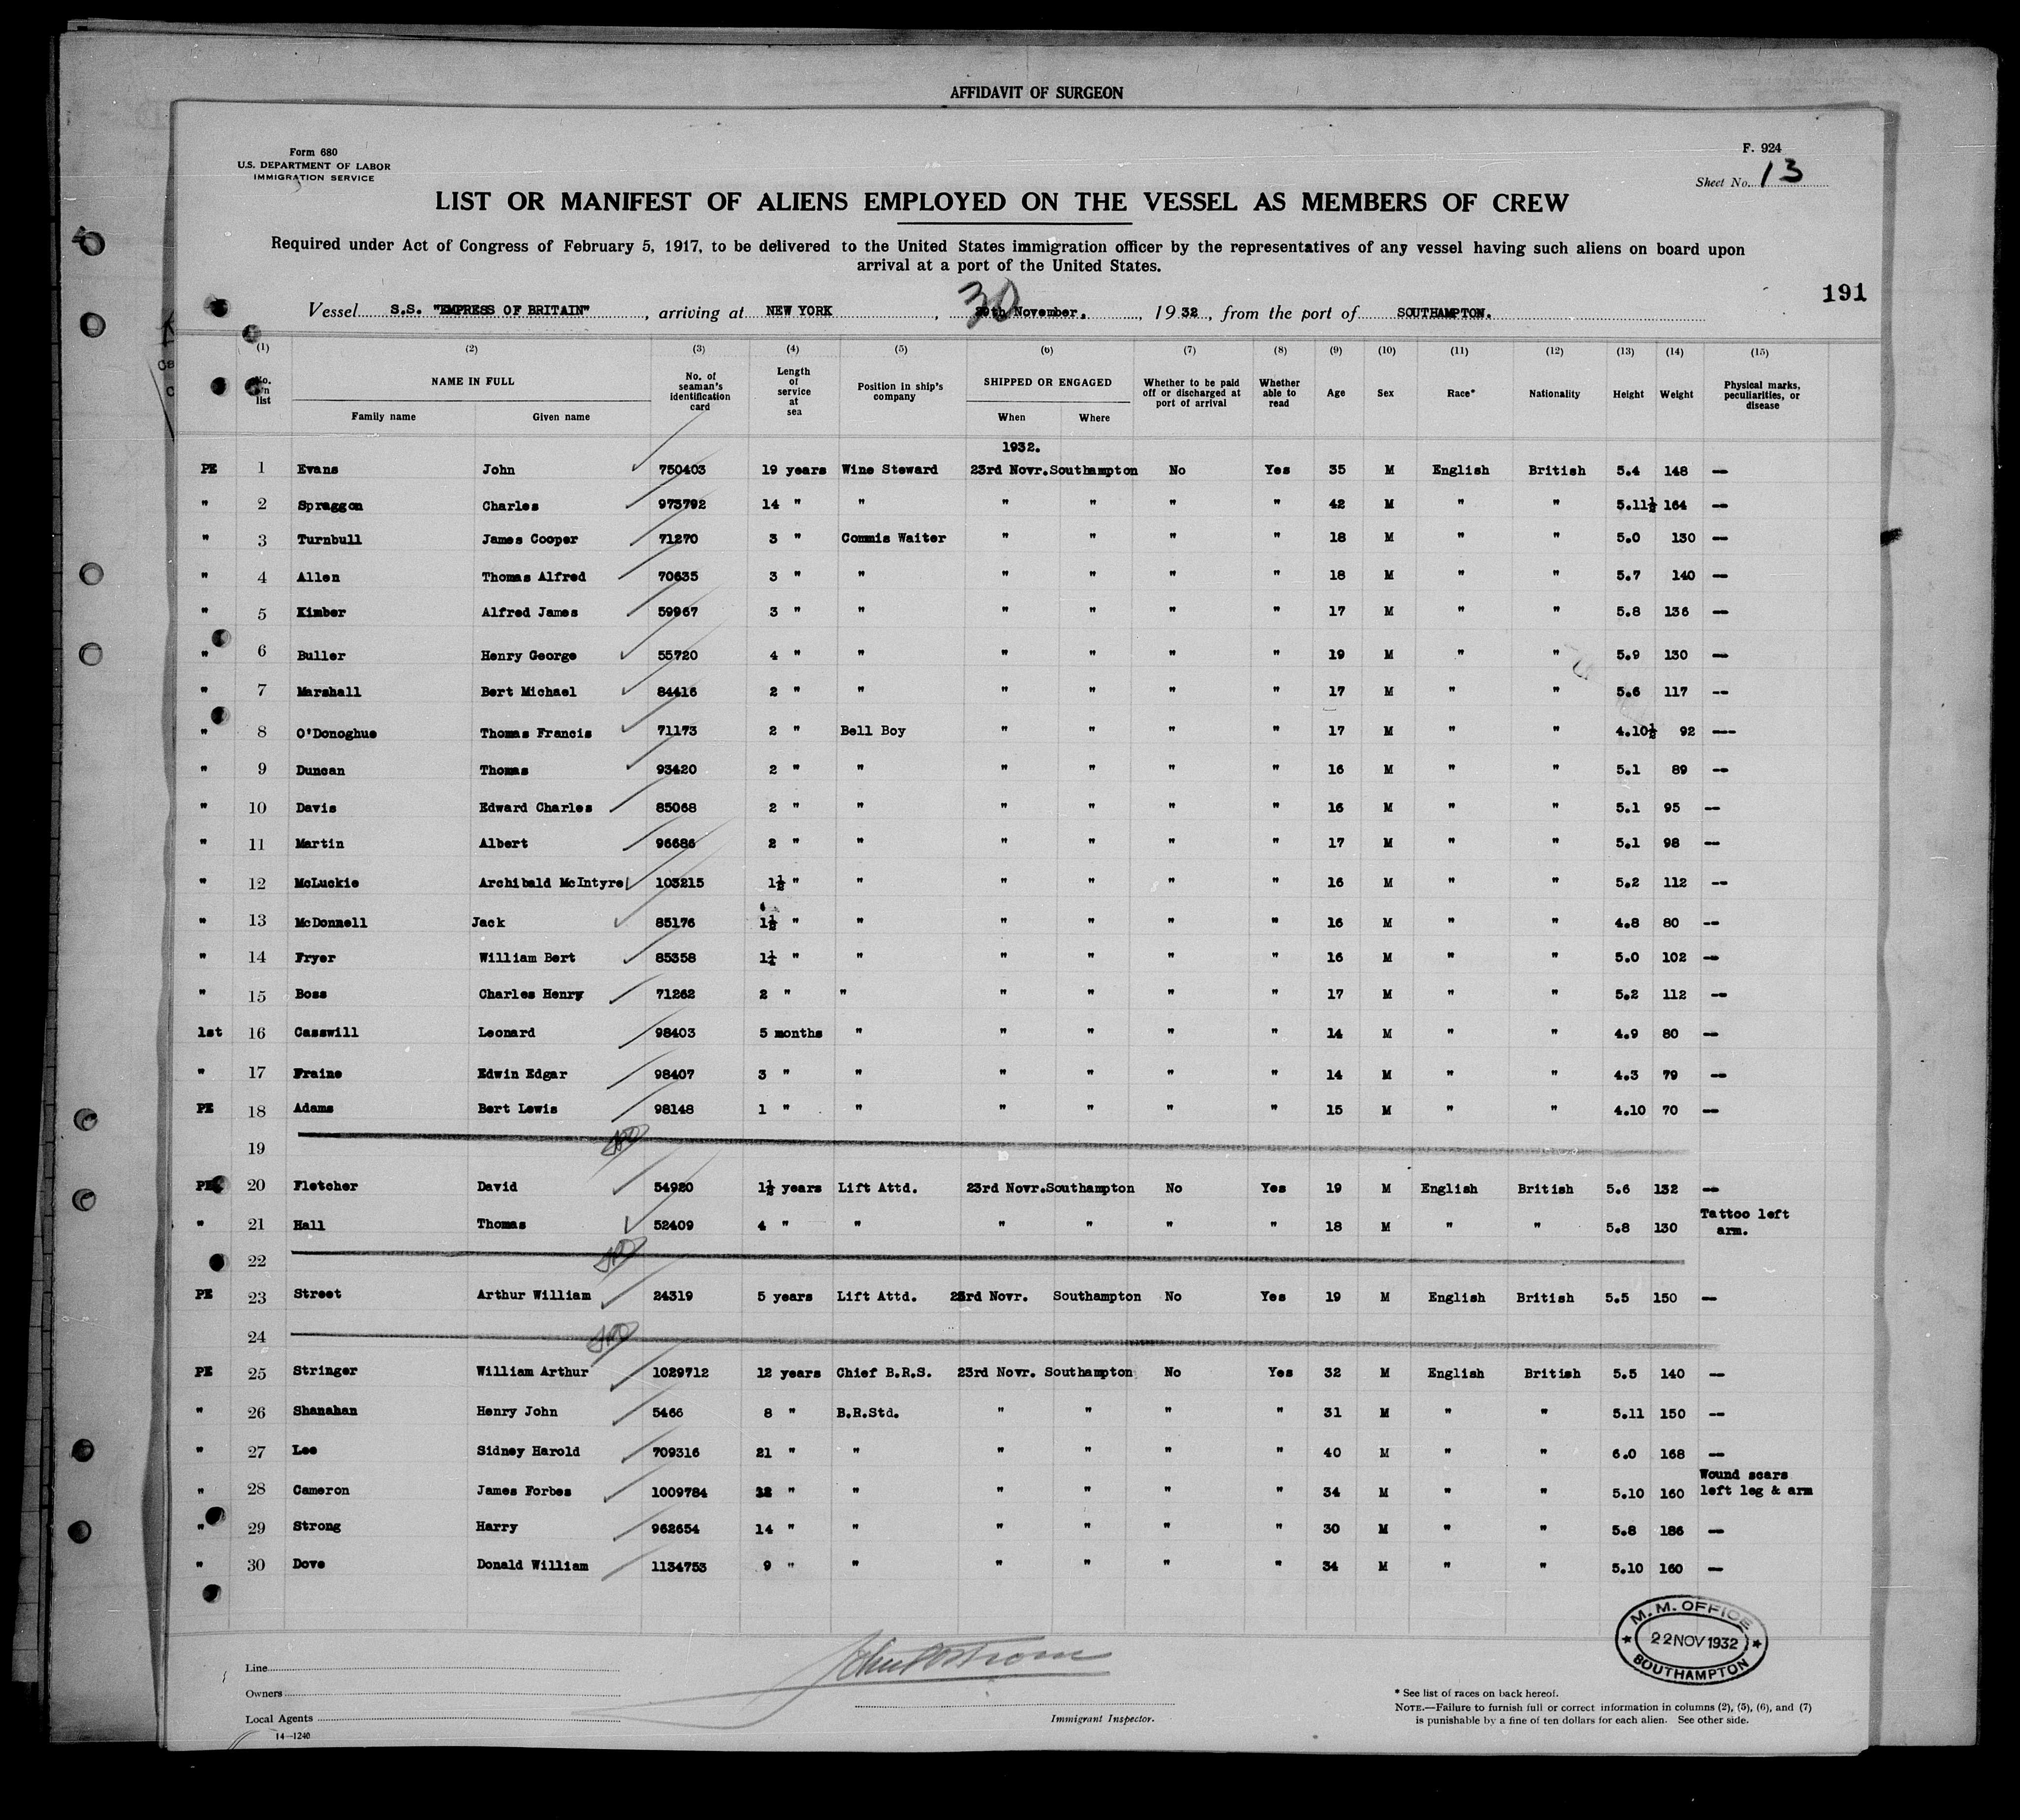 AFFIDAVIT OF SURGEON
Form 680
U.S. DEPARTMENT OF LABOR
IMMIGRATION SERVICE
F. 924
Sheet No. 13
LIST OR MANIFEST OF ALIENS EMPLOYED ON THE VESSEL AS MEMBERS OF CREW
Required under Act of Congress of February 5, 1917, to be delivered to the United States immigration officer by the representatives of any vessel having such aliens on board upon
arrival at a port of the United States.
191
Vessel S.S. "EMPRESS OF BRITAIN", arriving at NEW YORK, 30 November, 1932, from the port of SOUTHAMPTON.
(1) (2) (3) (4) (5) (6) (7) (8) (9) (10) (11) (12) (13) (14) (15)
No. in list NAME IN FULL Family name Given name No. of seaman's identification card Length of service at sea Position in ship's company SHIPPED OR ENGAGED When Where Whether to be paid off or discharged at port of arrival Whether able to read Age Sex Race* Nationality Height Weight Physical marks, peculiarities, or disease
1932.
PE 1 Evans John 750403 19 years Wine Steward 23rd Novr. Southampton No Yes 35 M English British 5.4 148 —
" 2 Spraggon Charles 973792 14 " " " " " " 42 M " " 5.11½ 164 —
" 3 Turnbull James Cooper 71270 3 " Commis Waiter " " " " 18 M " " 5.0 130 —
" 4 Allen Thomas Alfred 70635 3 " " " " " " 18 M " " 5.7 140 —
" 5 Kimber Alfred James 59967 3 " " " " " " 17 M " " 5.8 136 —
" 6 Buller Henry George 55720 4 " " " " " " 19 M " " 5.9 130 —
" 7 Marshall Bert Michael 84416 2 " " " " " " 17 M " " 5.6 117 --
" 8 O'Donoghue Thomas Francis 71173 2 " Bell Boy " " " " 17 M " " 4.10½ 92 ---
" 9 Duncan Thomas 93420 2 " " " " " " 16 M " " 5.1 89 --
" 10 Davis Edward Charles 85068 2 " " " " " " 16 M " " 5.1 95 --
" 11 Martin Albert 96686 2 " " " " " " 17 M " " 5.1 98 --
" 12 McLuckie Archibald McIntyre 103215 1½ " " " " " " 16 M " " 5.2 112 --
" 13 McDonnell Jack 85176 1½ " " " " " " 16 M " " 4.8 80 --
" 14 Fryer William Bert 85358 1¼ " " " " " " 16 M " " 5.0 102 --
" 15 Boss Charles Henry 71262 2 " " " " " " 17 M " " 5.2 112 --
1st 16 Casswill Leonard 98403 5 months " " " " " 14 M " " 4.9 80 --
" 17 Fraine Edwin Edgar 98407 3 " " " " " " 14 M " " 4.3 79 --
PE 18 Adams Bert Lewis 98148 1 " " " " " " 15 M " " 4.10 70 --
19
PE 20 Fletcher David 54920 1½ years Lift Attd. 23rd Novr. Southampton No Yes 19 M English British 5.6 132 --
" 21 Hall Thomas 52409 4 " " " " " " 18 M " " 5.8 130 Tattoo left arm.
22
PE 23 Street Arthur William 24319 5 years Lift Attd. 23rd Novr. Southampton No Yes 19 M English British 5.5 150 —
24
PE 25 Stringer William Arthur 1029712 12 years Chief B.R.S. 23rd Novr. Southampton No Yes 32 M English British 5.5 140 --
" 26 Shanahan Henry John 5466 8 " B.R.Std. " " " " 31 M " " 5.11 150 --
" 27 Lee Sidney Harold 709316 21 " " " " " " 40 M " " 6.0 168 —
" 28 Cameron James Forbes 1009784 " " " " " " 34 M " " 5.10 160 Wound scars left leg & arm
" 29 Strong Harry 962654 14 " " " " " " 30 M " " 5.8 186 —
" 30 Dove Donald William 1134753 9 " " " " " " 34 M " " 5.10 160 —
M. M. OFFICE
22 NOV 1932
SOUTHAMPTON
Line
Owners
Local Agents
14—1240
Immigrant Inspector.
* See list of races on back hereof.
NOTE.—Failure to furnish full or correct information in columns (2), (5), (6), and (7)
is punishable by a fine of ten dollars for each alien. See other side.